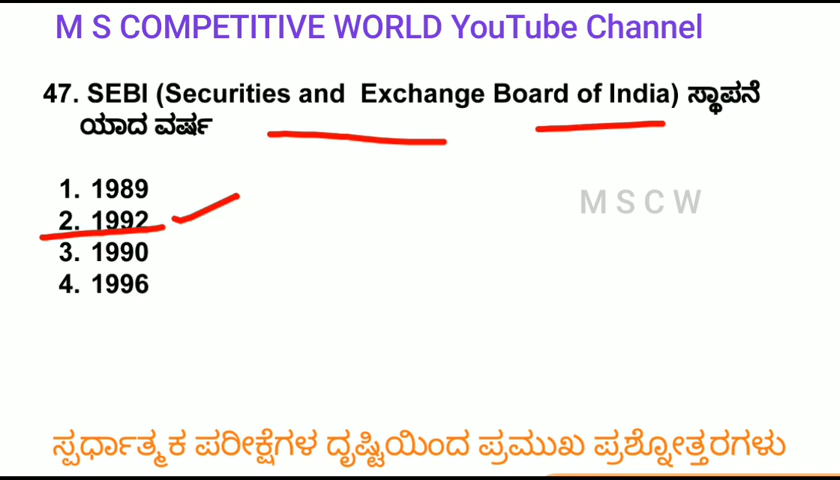 M S COMPETITIVE WORLD YouTube Channel
47. SEBI (Securities and Exchange Board of India) ಸ್ಥಾಪನೆ
ಯಾದ ವರ್ಷ
1. 1989
2. 1992
3. 1990
4. 1996
M S C W
ಸ್ಪರ್ಧಾತ್ಮಕ ಪರೀಕ್ಷೆಗಳ ದೃಷ್ಟಿಯಿಂದ ಪ್ರಮುಖ ಪ್ರಶ್ನೋತ್ತರಗಳು